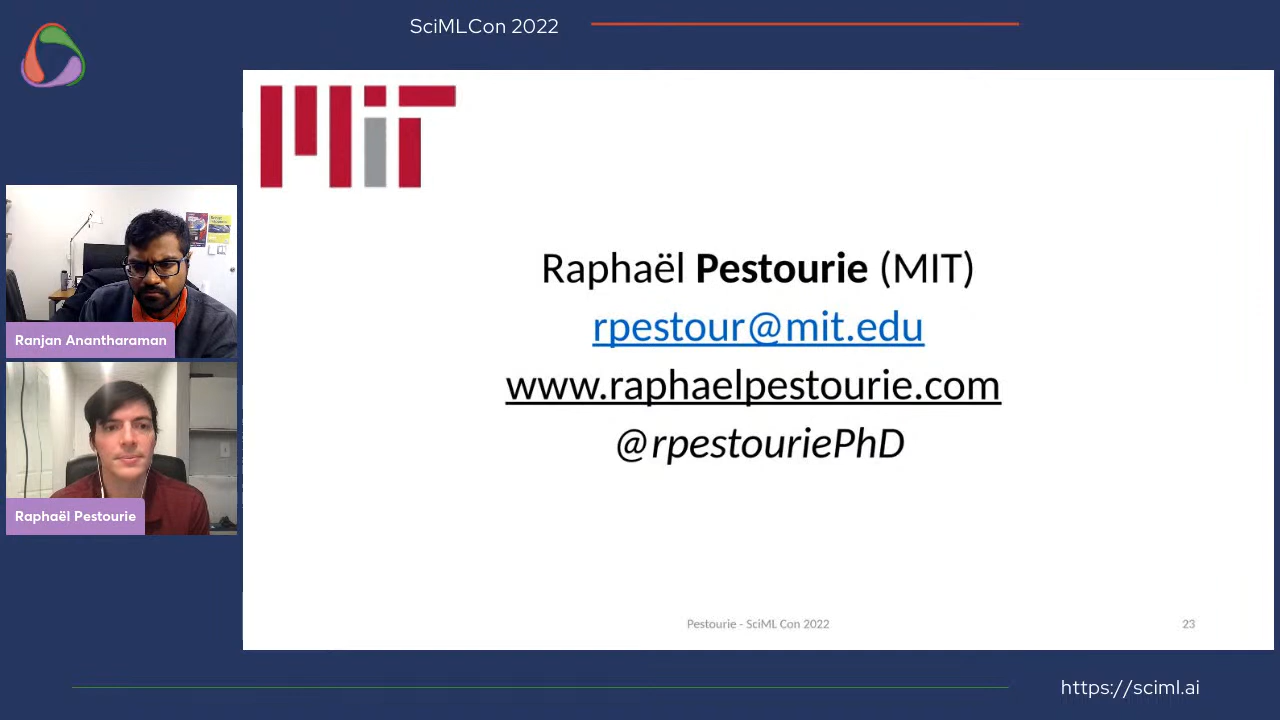 SciMLCon 2022
MIT
Raphaël Pestourie (MIT)
rpestour@mit.edu
www.raphaelpestourie.com
@rpestouriePhD
Ranjan Anantharaman
Raphaël Pestourie
Pestourie - SciML Con 2022
23
https://sciml.ai